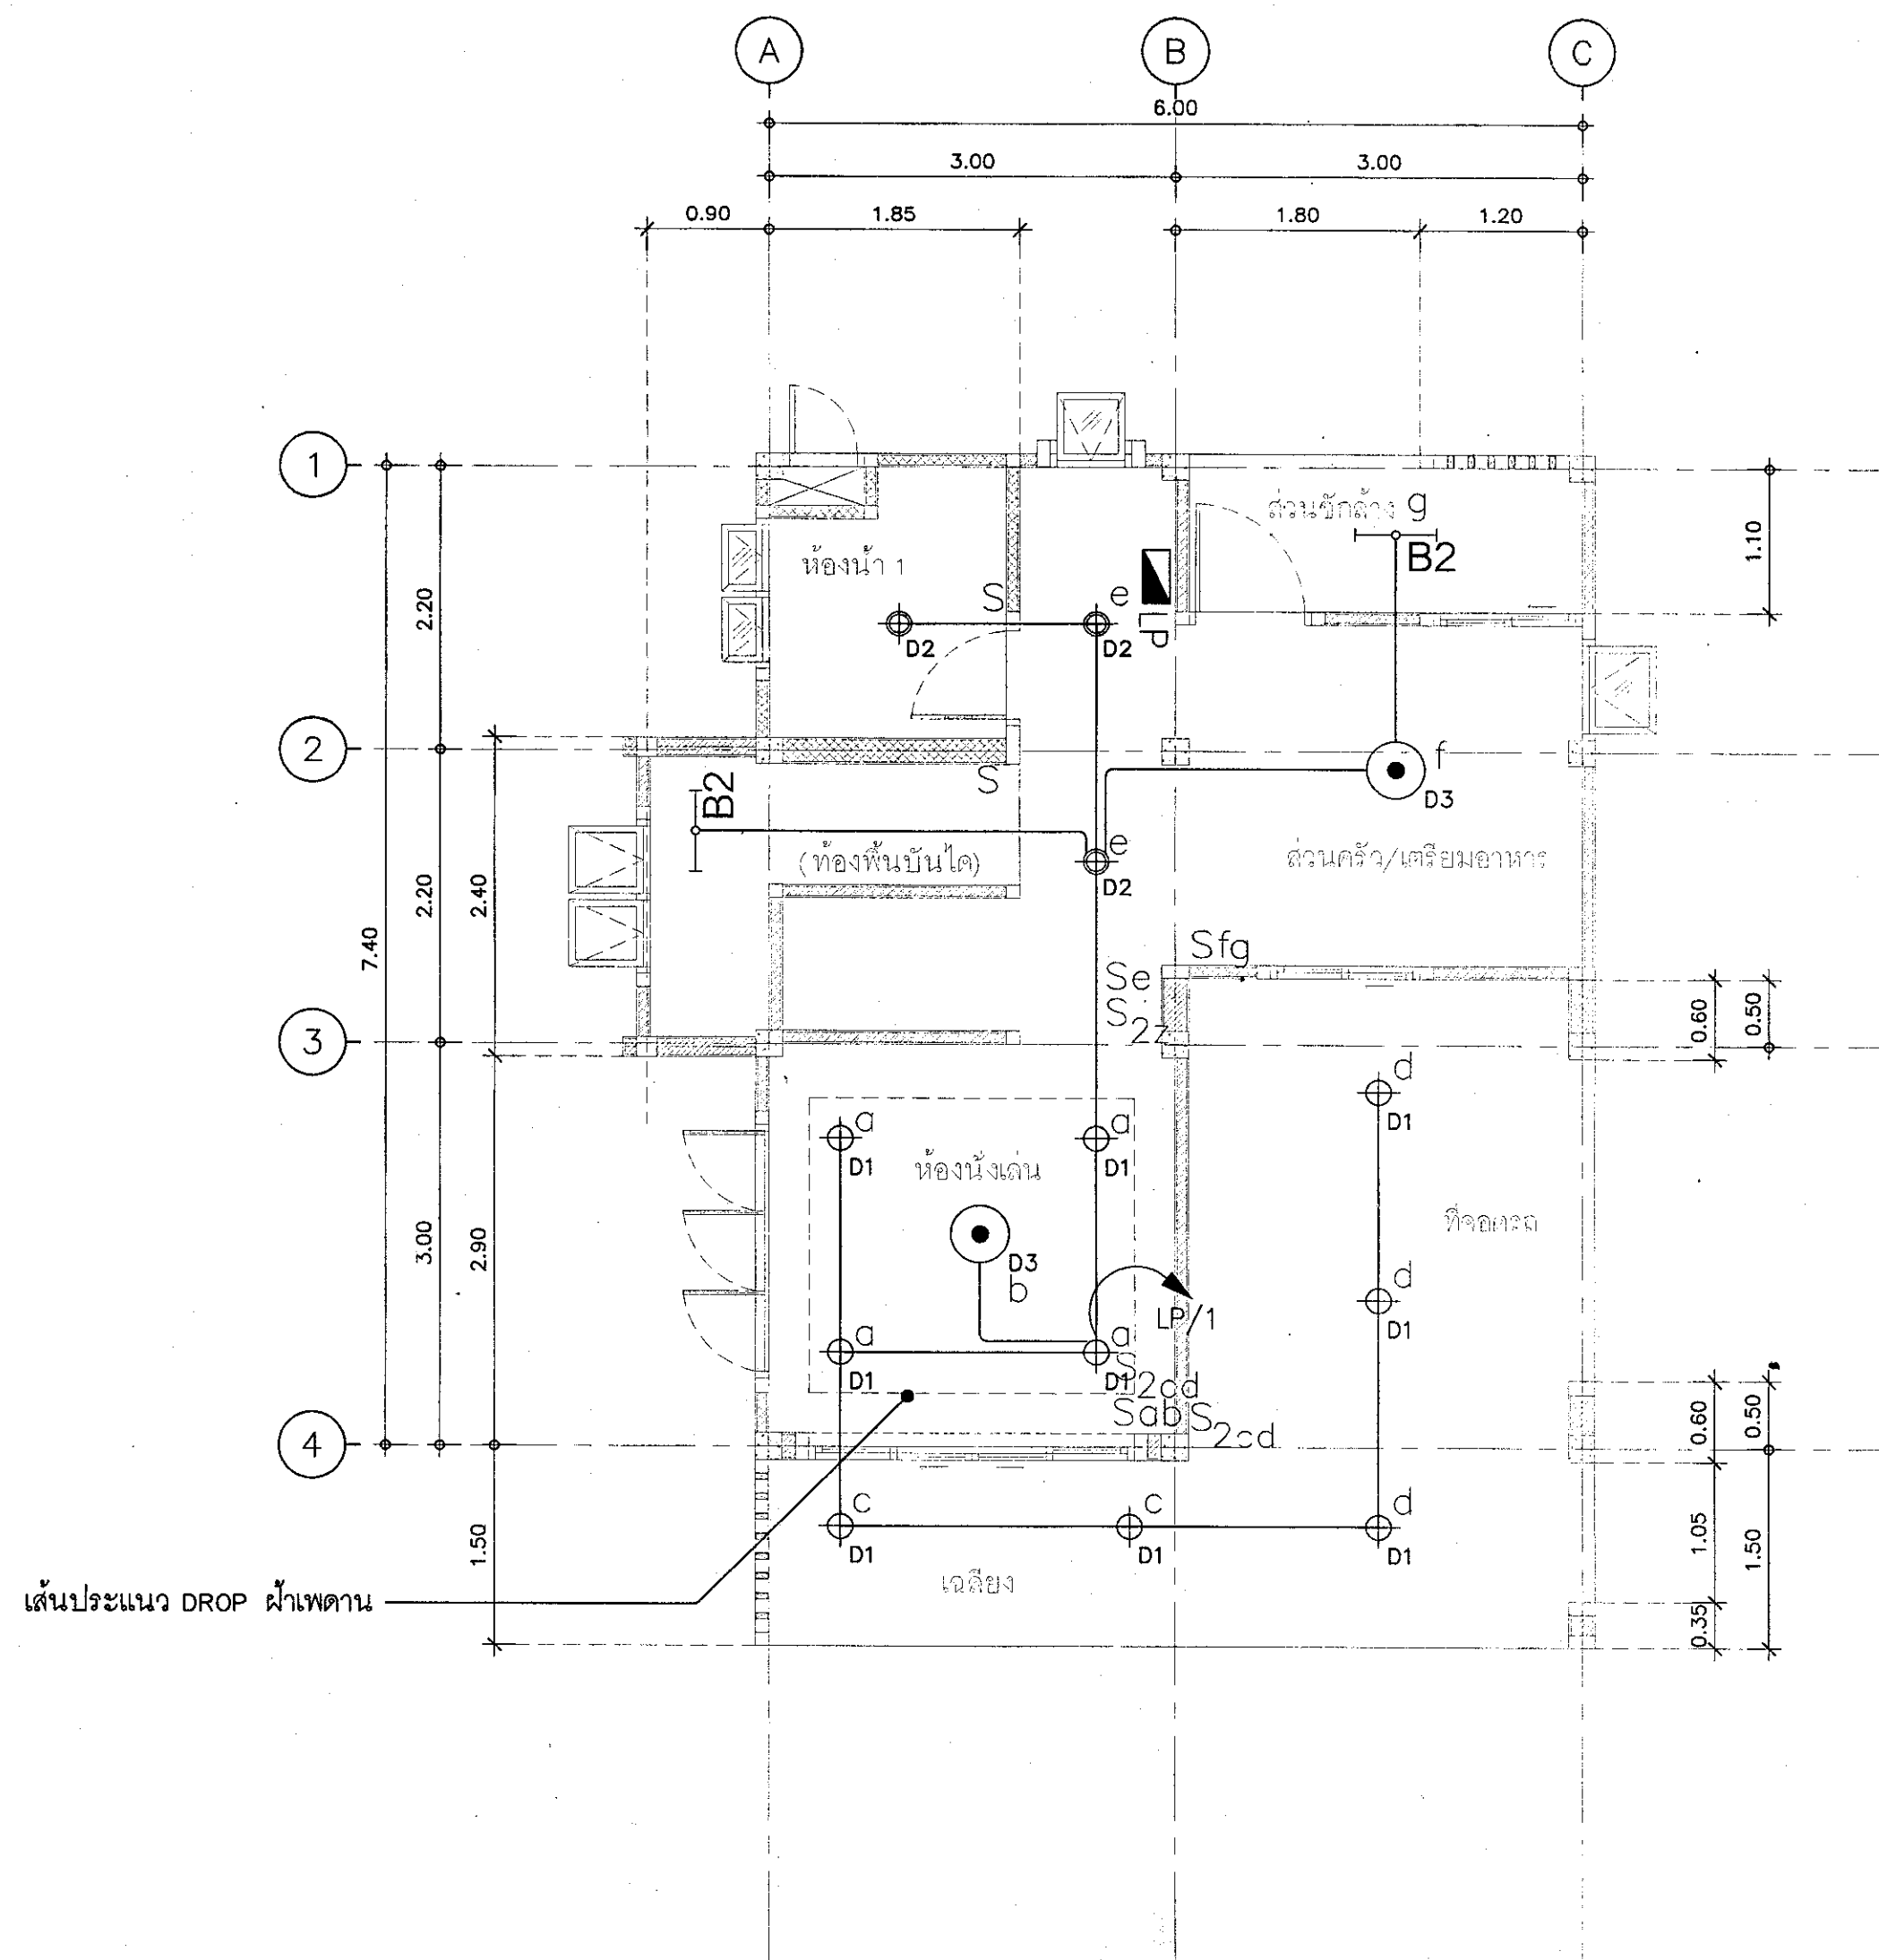 A B C
6.00
3.00 3.00
0.90 1.85 1.80 1.20
1
ส่วนซักล้าง g
B2
1.10
ห้องน้ำ 1
2.20
S e
LP
D2 D2
2
S
B2
f
D3
e
(ท้องพื้นบันได)
ส่วนครัว/เตรียมอาหาร
D2
2.20 2.40
7.40
Sfg
Se
S2z
0.60 0.50
3
d
D1
a a
D1 D1
ห้องนั่งเล่น
ที่จอดรถ
3.00 2.90
D3
b
d
D1
LP/1
a a
D1 D1
S2cd
Sab S2cd
0.60 0.50
4
c c d
D1 D1 D1
1.50
1.05 1.50
เฉลียง
เส้นประแนว DROP ฝ้าเพดาน
0.35